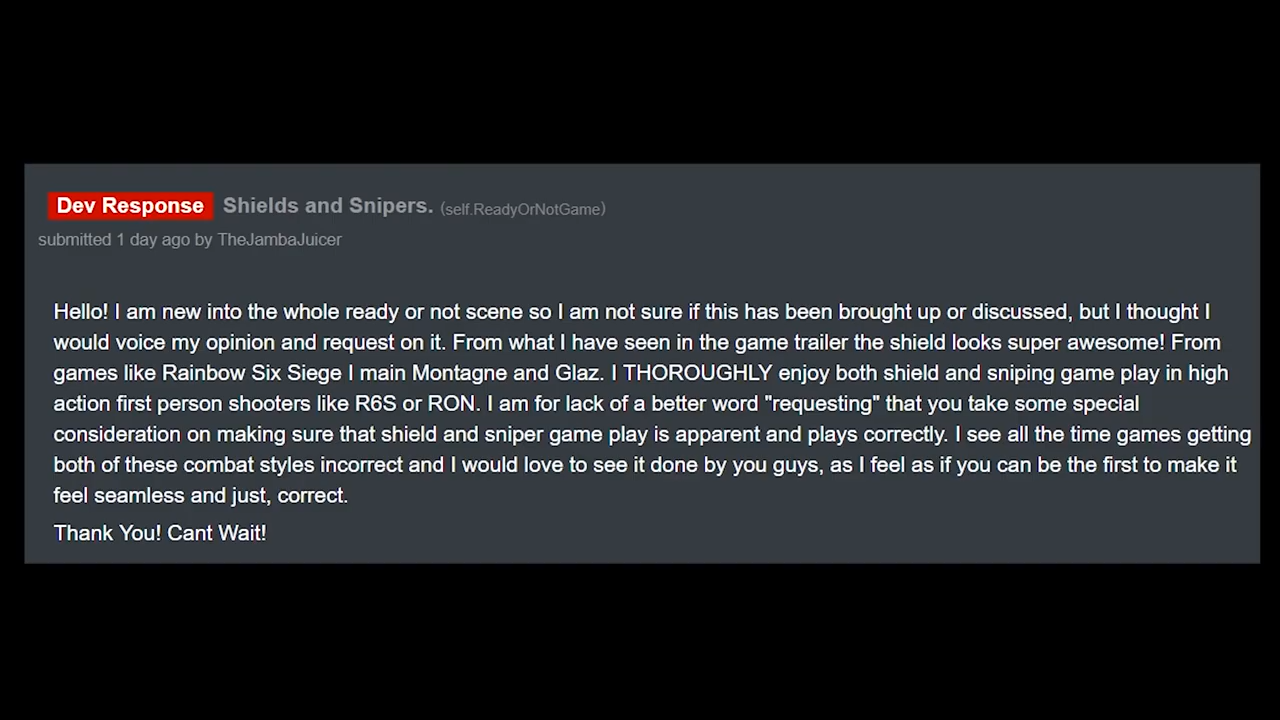 Dev Response Shields and Snipers. (self.ReadyOrNotGame)
submitted 1 day ago by TheJambaJuicer
Hello! I am new into the whole ready or not scene so I am not sure if this has been brought up or discussed, but I thought I
would voice my opinion and request on it. From what I have seen in the game trailer the shield looks super awesome! From
games like Rainbow Six Siege I main Montagne and Glaz. I THOROUGHLY enjoy both shield and sniping game play in high
action first person shooters like R6S or RON. I am for lack of a better word "requesting" that you take some special
consideration on making sure that shield and sniper game play is apparent and plays correctly. I see all the time games getting
both of these combat styles incorrect and I would love to see it done by you guys, as I feel as if you can be the first to make it
feel seamless and just, correct.
Thank You! Cant Wait!